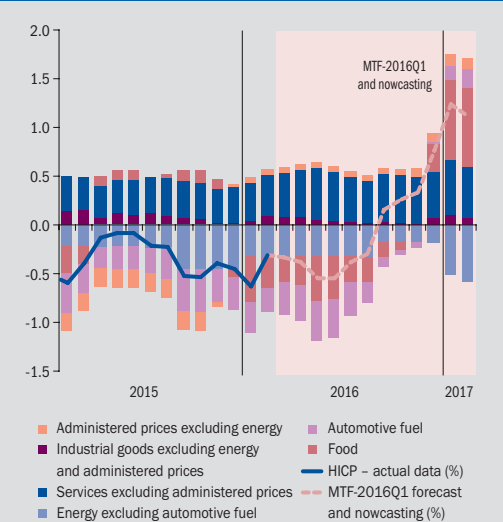 2.0
1.5
1.0
0.5
0.0
-0.5
-1.0
-1.5
MTF-2016Q1
and nowcasting
2015
2016
2017
Administered prices excluding energy
Industrial goods excluding energy
and administered prices
Services excluding administered prices
Energy excluding automotive fuel
Automotive fuel
Food
HICP – actual data (%)
MTF-2016Q1 forecast
and nowcasting (%)